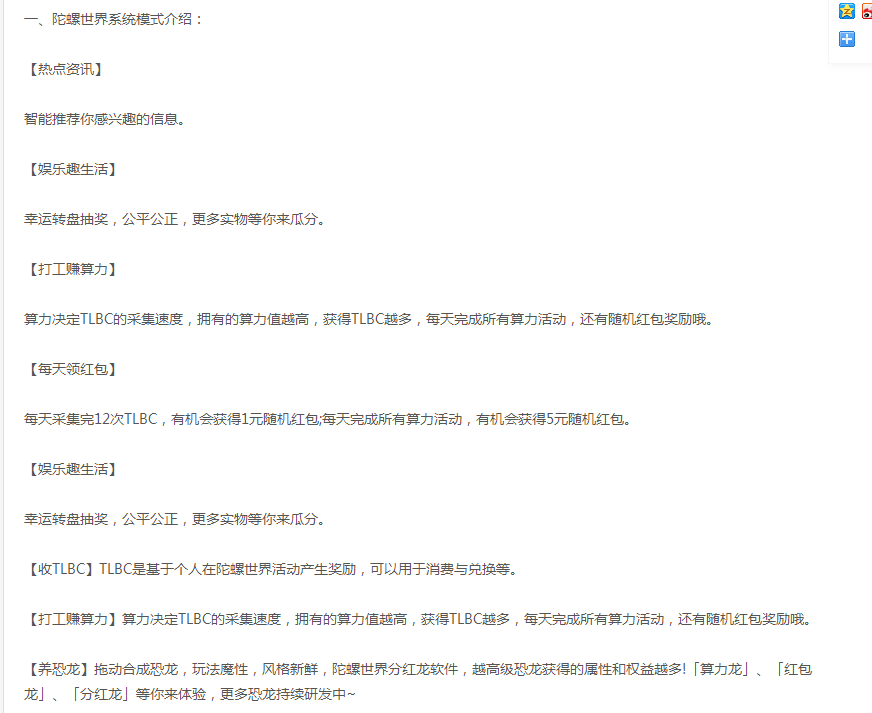 一、陀螺世界系统模式介绍：
【热点资讯】
智能推荐你感兴趣的信息。
【娱乐趣生活】
幸运转盘抽奖，公平公正，更多实物等你来瓜分。
【打工赚算力】
算力决定TLBC的采集速度，拥有的算力值越高，获得TLBC越多，每天完成所有算力活动，还有随机红包奖励哦。
【每天领红包】
每天采集完12次TLBC，有机会获得1元随机红包;每天完成所有算力活动，有机会获得5元随机红包。
【娱乐趣生活】
幸运转盘抽奖，公平公正，更多实物等你来瓜分。
【收TLBC】TLBC是基于个人在陀螺世界活动产生奖励，可以用于消费与兑换等。
【打工赚算力】算力决定TLBC的采集速度，拥有的算力值越高，获得TLBC越多，每天完成所有算力活动，还有随机红包奖励哦。
【养恐龙】拖动合成恐龙，玩法魔性，风格新鲜，陀螺世界分红龙软件，越高级恐龙获得的属性和权益越多!「算力龙」、「红包
龙」、「分红龙」等你来体验，更多恐龙持续研发中~